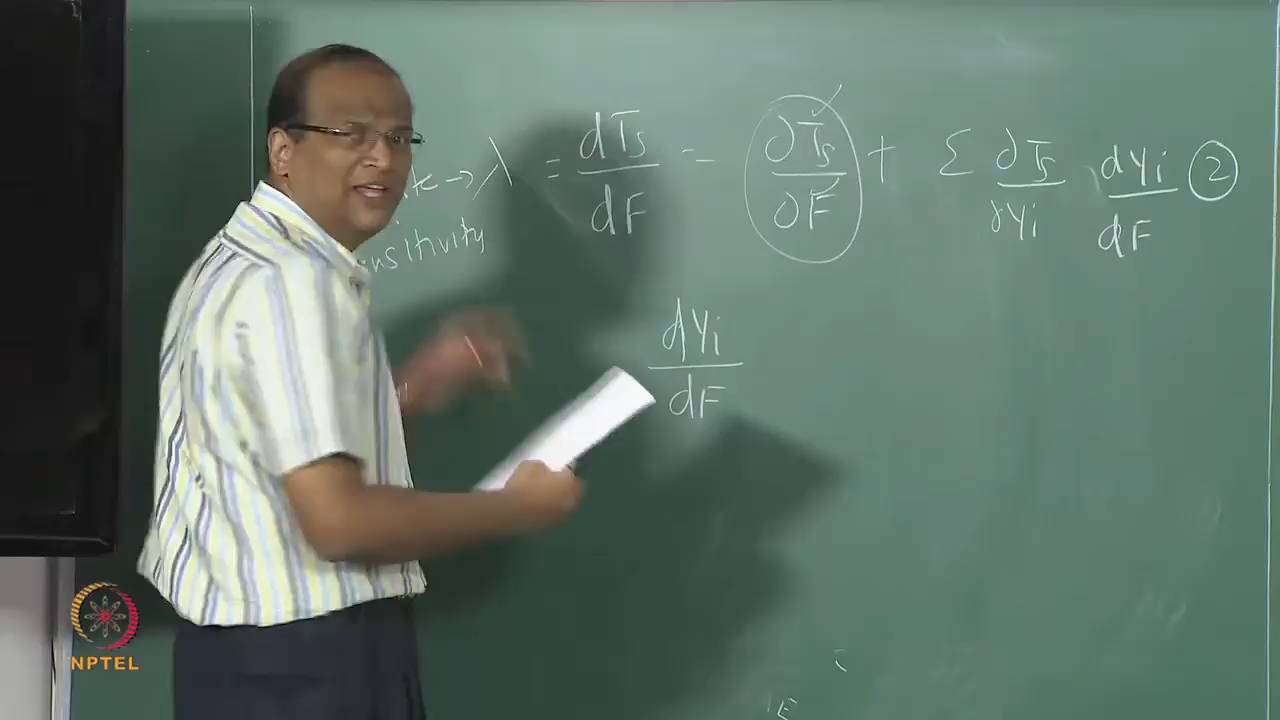 → λ = dTs/dF = ∂Ts/∂F + Σ ∂Ts/∂Yi dYi/dF ②
nsitivity
dYi/dF
NPTEL